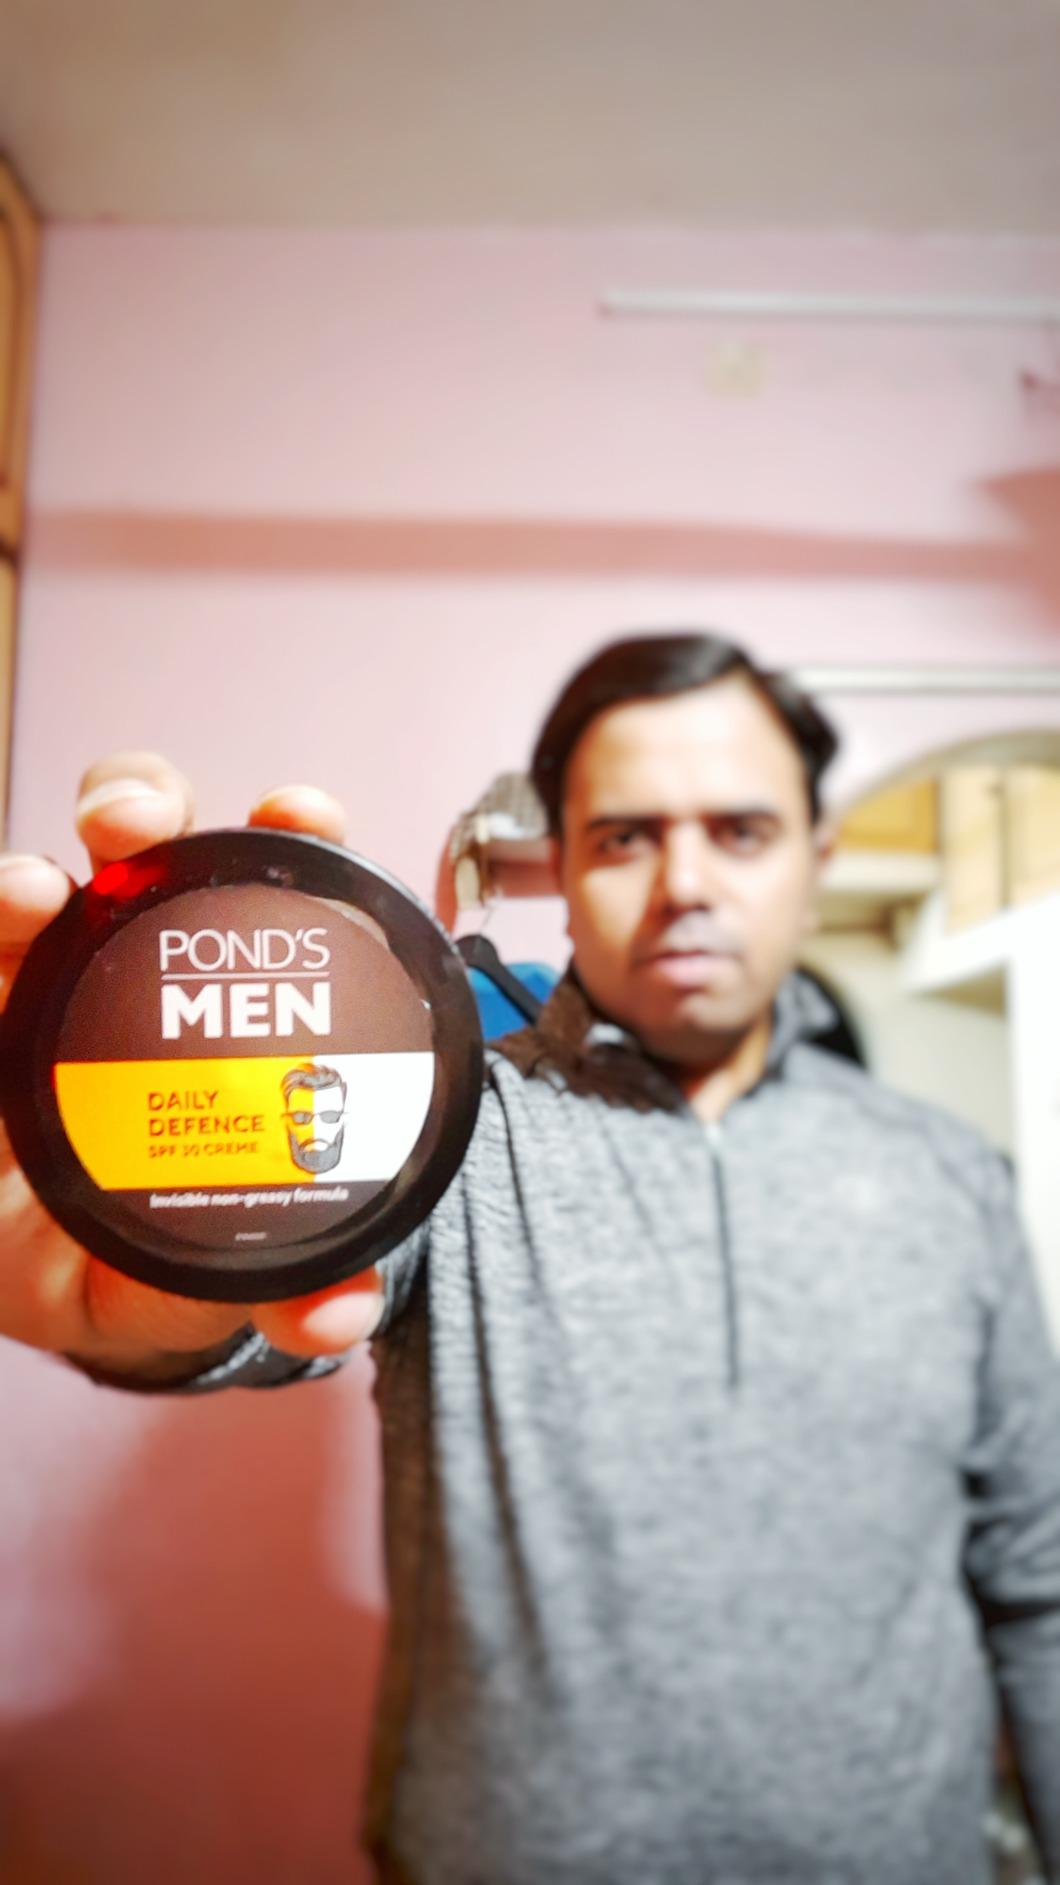 POND'S
MEN
DAILY
DEFENCE
SPF 30 CREME
Invisible non-greasy formula